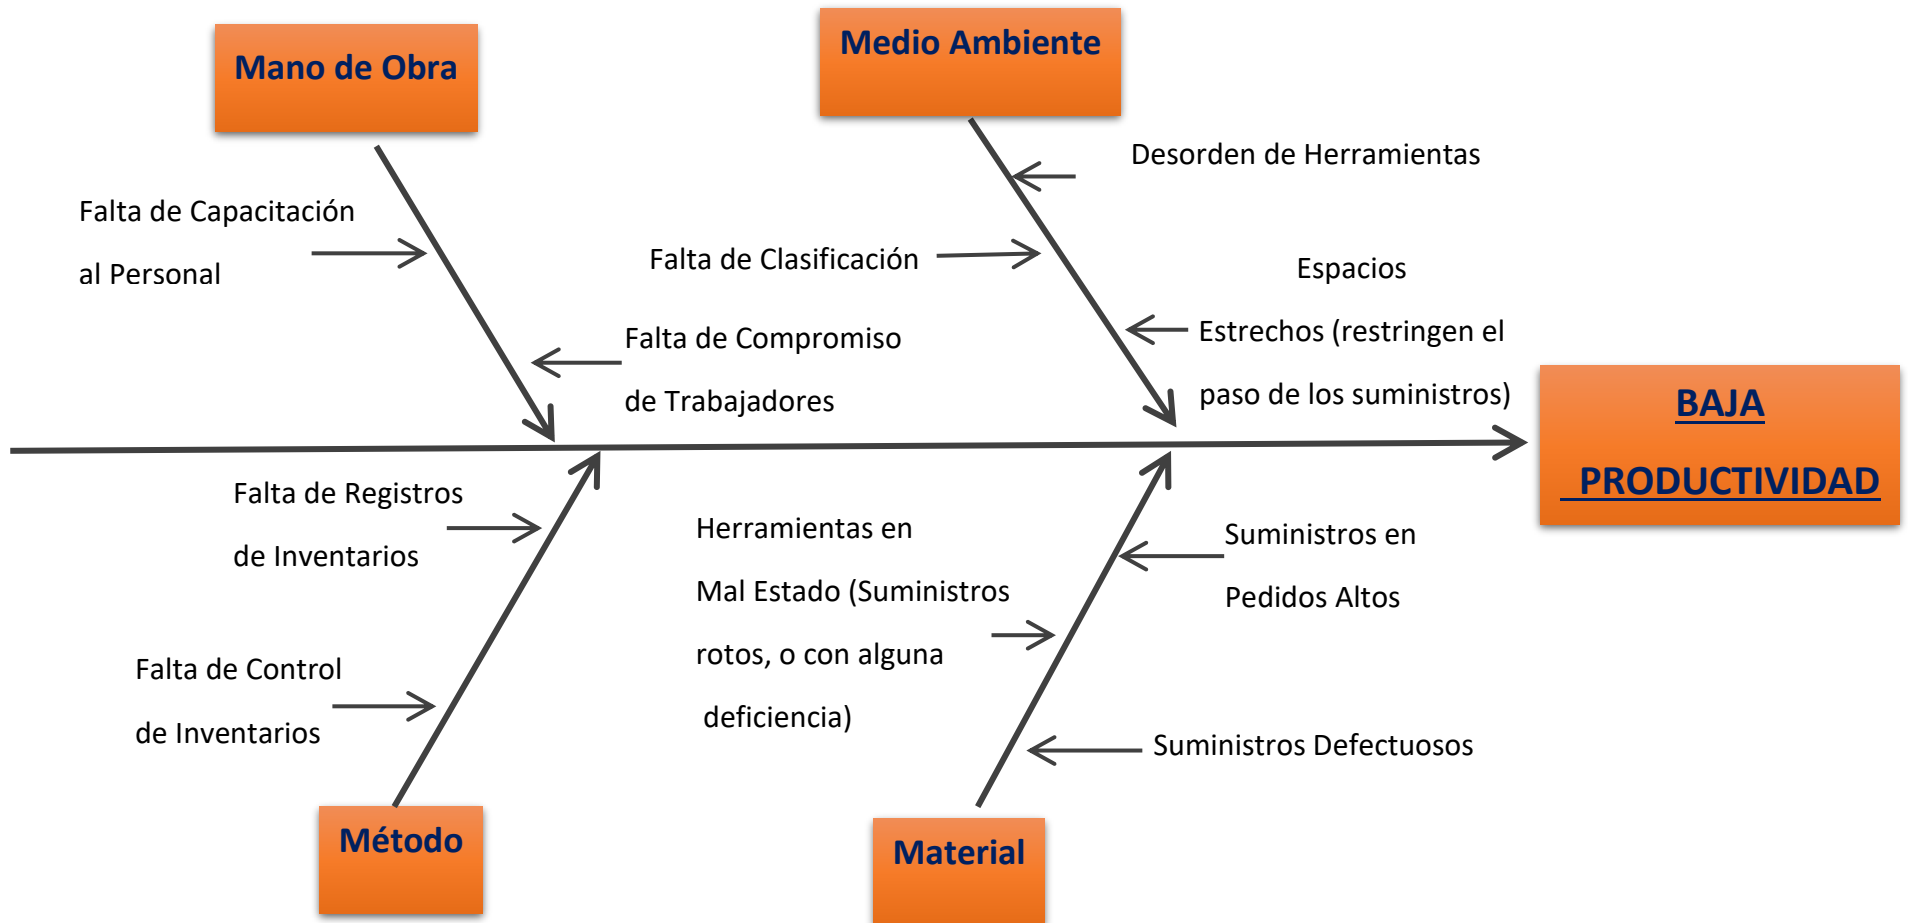 Mano de Obra
Medio Ambiente
Desorden de Herramientas
Falta de Capacitación
al Personal
Falta de Clasificación
Espacios
Estrechos (restringen el
paso de los suministros)
Falta de Compromiso
de Trabajadores
BAJA
PRODUCTIVIDAD
Falta de Registros
de Inventarios
Herramientas en
Mal Estado (Suministros
rotos, o con alguna
deficiencia)
Suministros en
Pedidos Altos
Falta de Control
de Inventarios
Suministros Defectuosos
Método
Material